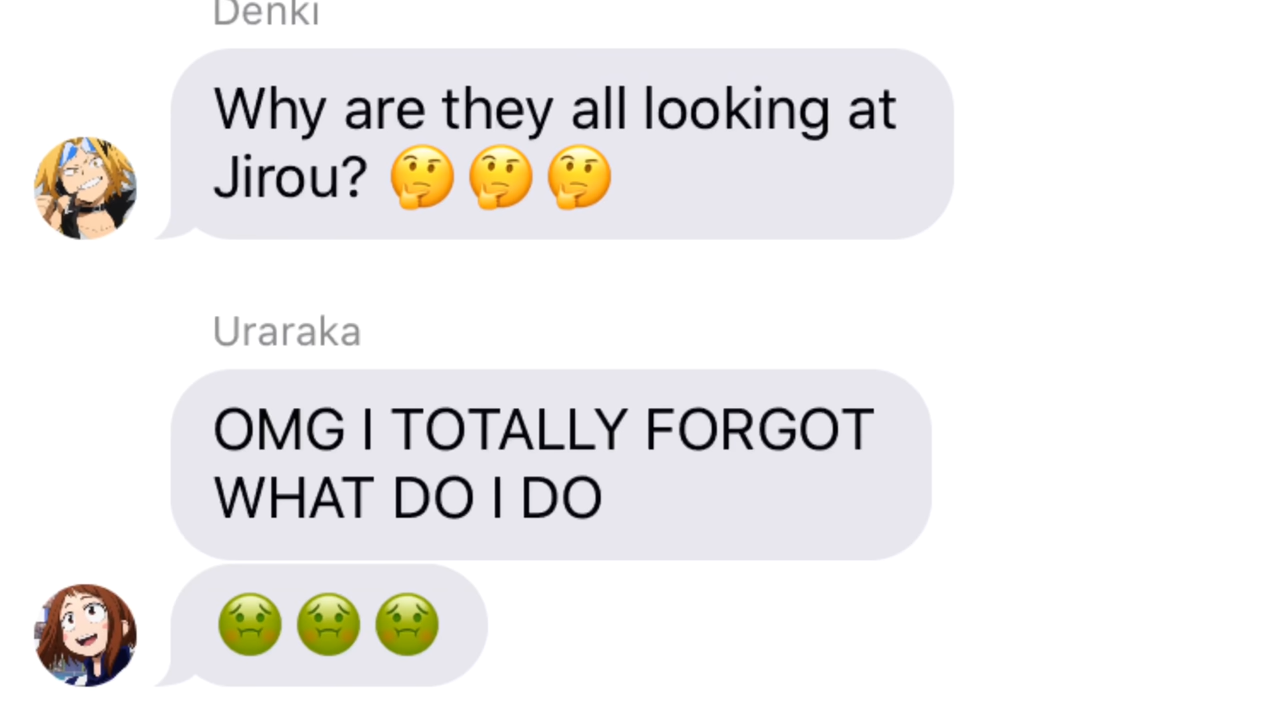 Denki
Why are they all looking at
Jirou? 🤔🤔🤔
Uraraka
OMG I TOTALLY FORGOT
WHAT DO I DO
🤢🤢🤢